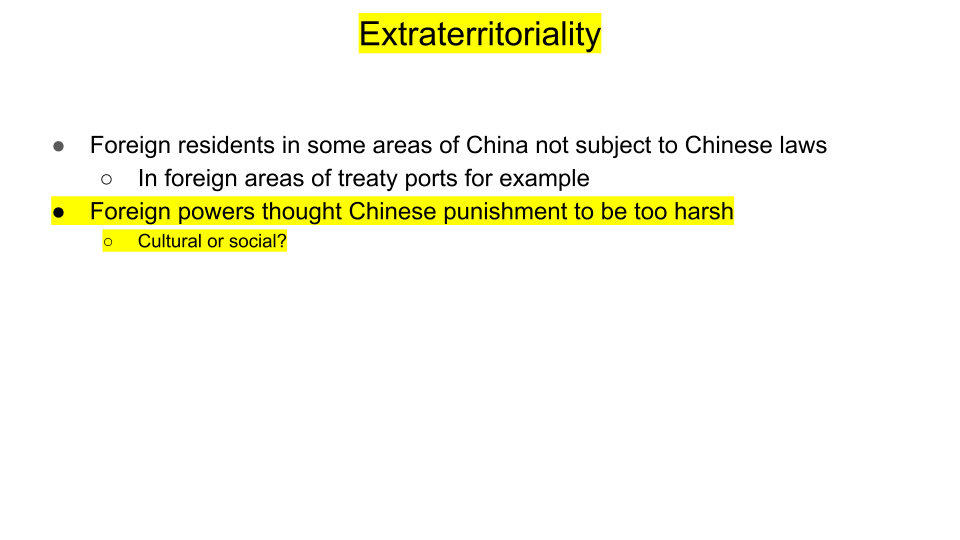 Extraterritoriality
● Foreign residents in some areas of China not subject to Chinese laws
○ In foreign areas of treaty ports for example
● Foreign powers thought Chinese punishment to be too harsh
○ Cultural or social?